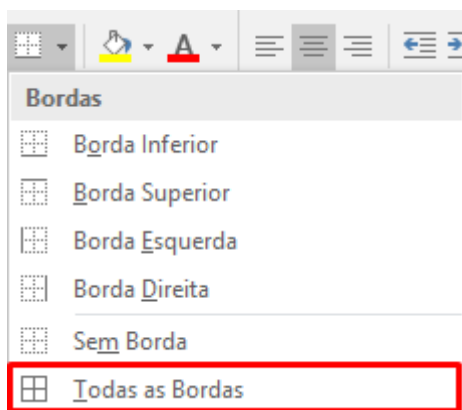 A
Bordas
Borda Inferior
Borda Superior
Borda Esquerda
Borda Direita
Sem Borda
Todas as Bordas